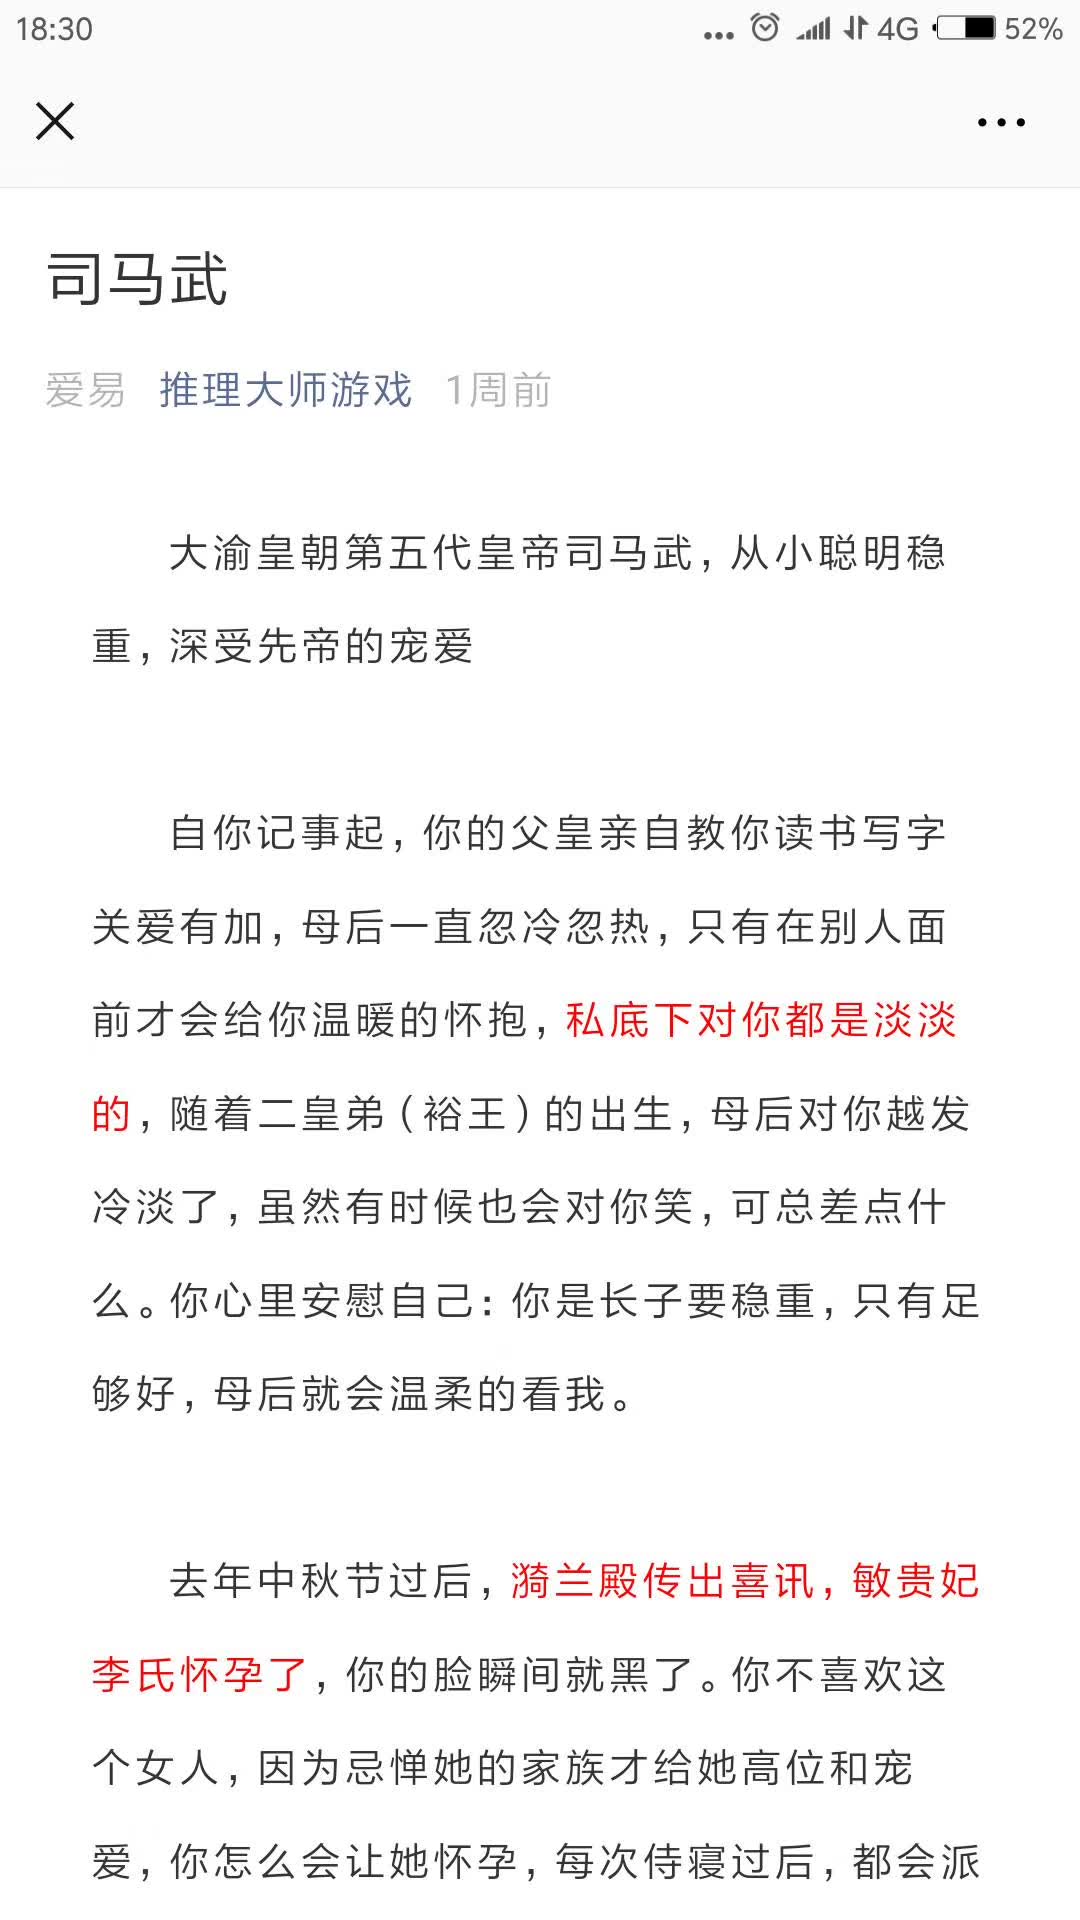 18:30
4G 52%
司马武
爱易 推理大师游戏 1周前
大渝皇朝第五代皇帝司马武，从小聪明稳
重，深受先帝的宠爱
自你记事起，你的父皇亲自教你读书写字
关爱有加，母后一直忽冷忽热，只有在别人面
前才会给你温暖的怀抱，私底下对你都是淡淡
的，随着二皇弟（裕王）的出生，母后对你越发
冷淡了，虽然有时候也会对你笑，可总差点什
么。你心里安慰自己：你是长子要稳重，只有足
够好，母后就会温柔的看我。
去年中秋节过后，漪兰殿传出喜讯，敏贵妃
李氏怀孕了，你的脸瞬间就黑了。你不喜欢这
个女人，因为忌惮她的家族才给她高位和宠
爱，你怎么会让她怀孕，每次侍寝过后，都会派